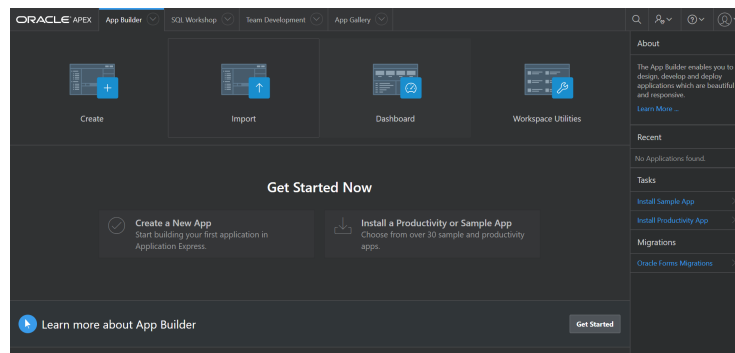 ORACLE APEX App Builder SQL Workshop Team Development App Gallery
Create
Import
Dashboard
Workspace Utilities
Get Started Now
Create a New App
Start building your first application in
Application Express.
Install a Productivity or Sample App
Choose from over 30 sample and productivity
apps.
Learn more about App Builder
Get Started
About
The App Builder enables you to
design, develop and deploy
applications which are beautiful
and responsive.
Learn More ...
Recent
No Applications found.
Tasks
Install Sample App
Install Productivity App
Migrations
Oracle Forms Migrations